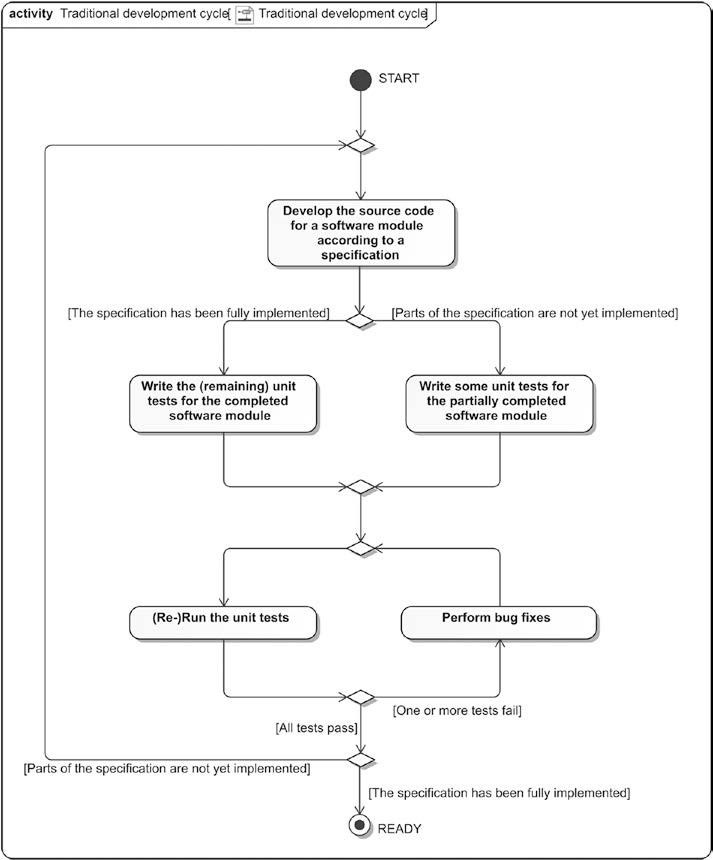 activity Traditional development cycle[ Traditional development cycle]
START
Develop the source code
for a software module
according to a
specification
[The specification has been fully implemented]
[Parts of the specification are not yet implemented]
Write the (remaining) unit
tests for the completed
software module
Write some unit tests for
the partially completed
software module
(Re-)Run the unit tests
Perform bug fixes
[One or more tests fail]
[All tests pass]
[Parts of the specification are not yet implemented]
[The specification has been fully implemented]
READY